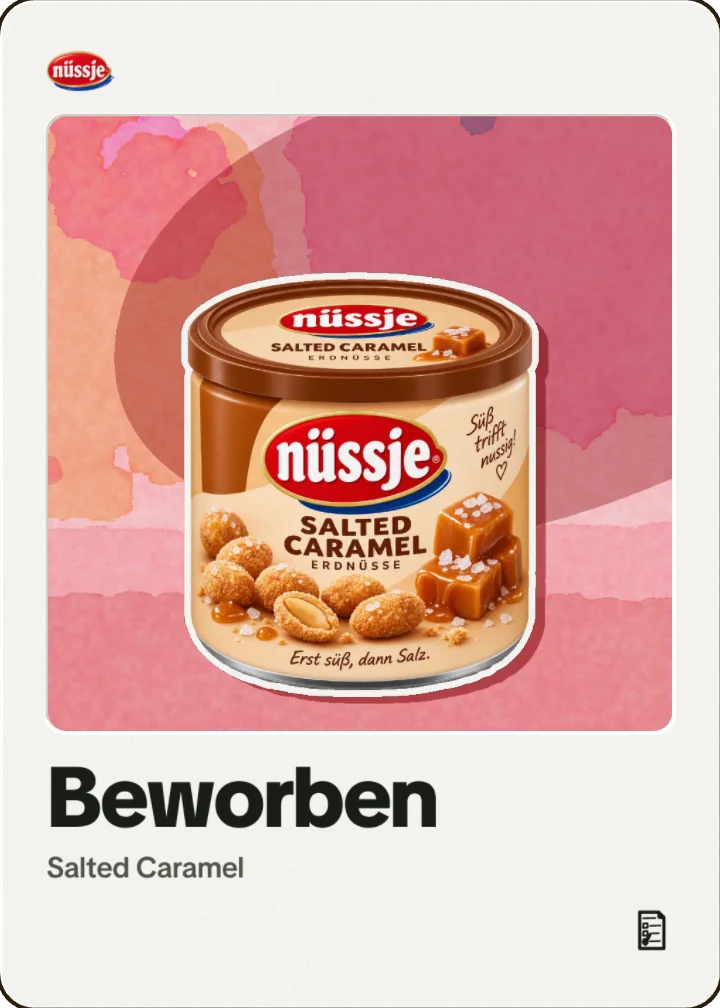 nüssje
nüssje
SALTED CARAMEL
ERDNÜSSE
Süß
trifft
nussig!
nüssje®
SALTED
CARAMEL
ERDNÜSSE
Erst süß, dann Salz.
Beworben
Salted Caramel